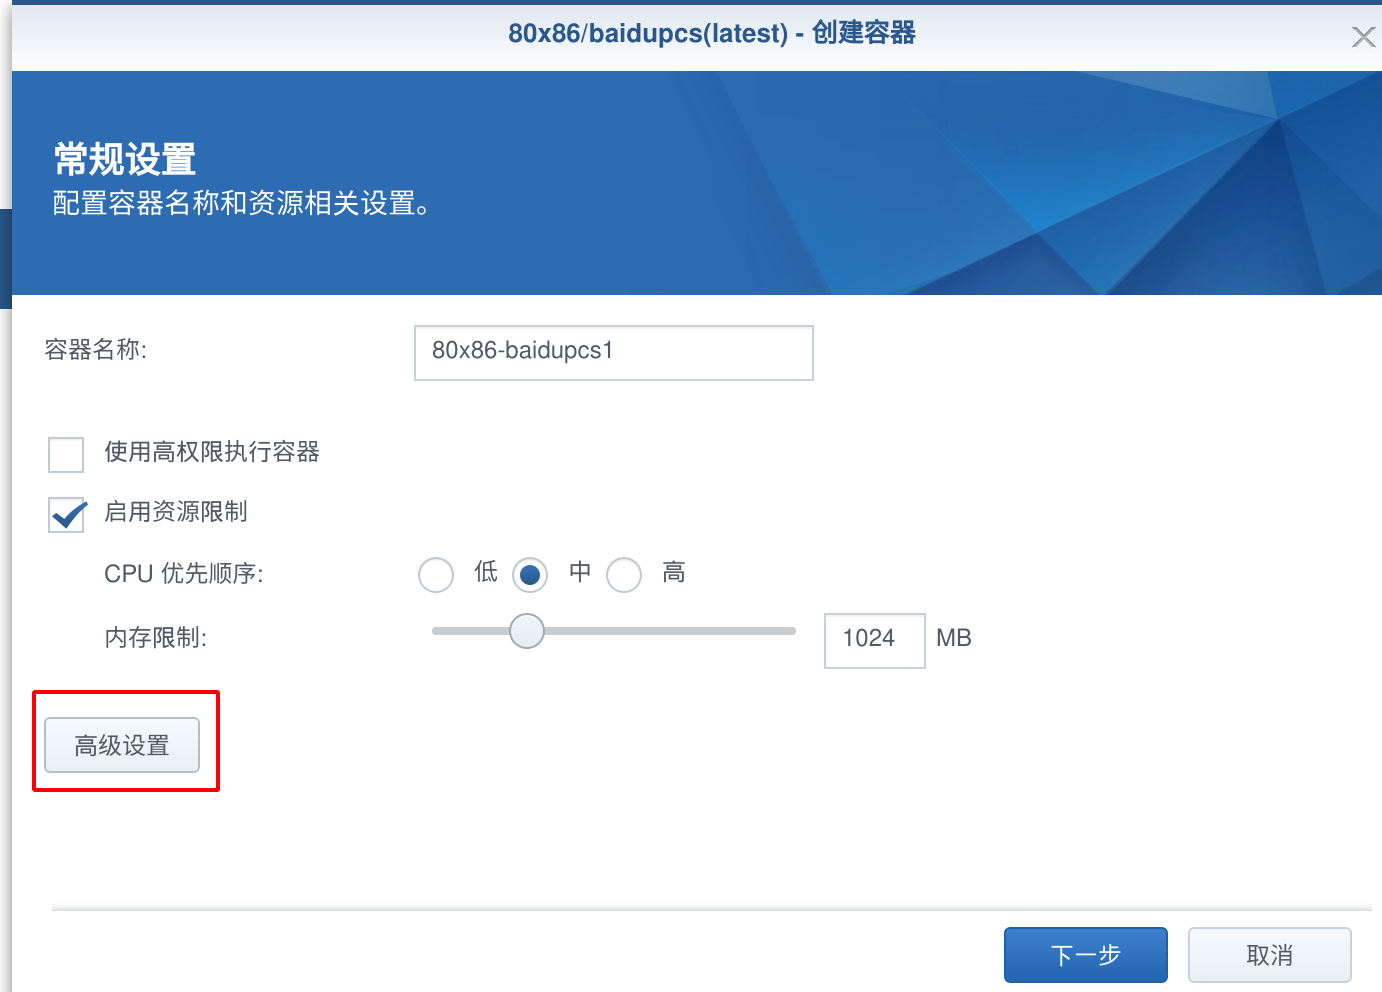 80x86/baidupcs(latest) - 创建容器
常规设置
配置容器名称和资源相关设置。
容器名称:
80x86-baidupcs1
使用高权限执行容器
启用资源限制
CPU 优先顺序:
低 中 高
内存限制:
1024 MB
高级设置
下一步 取消